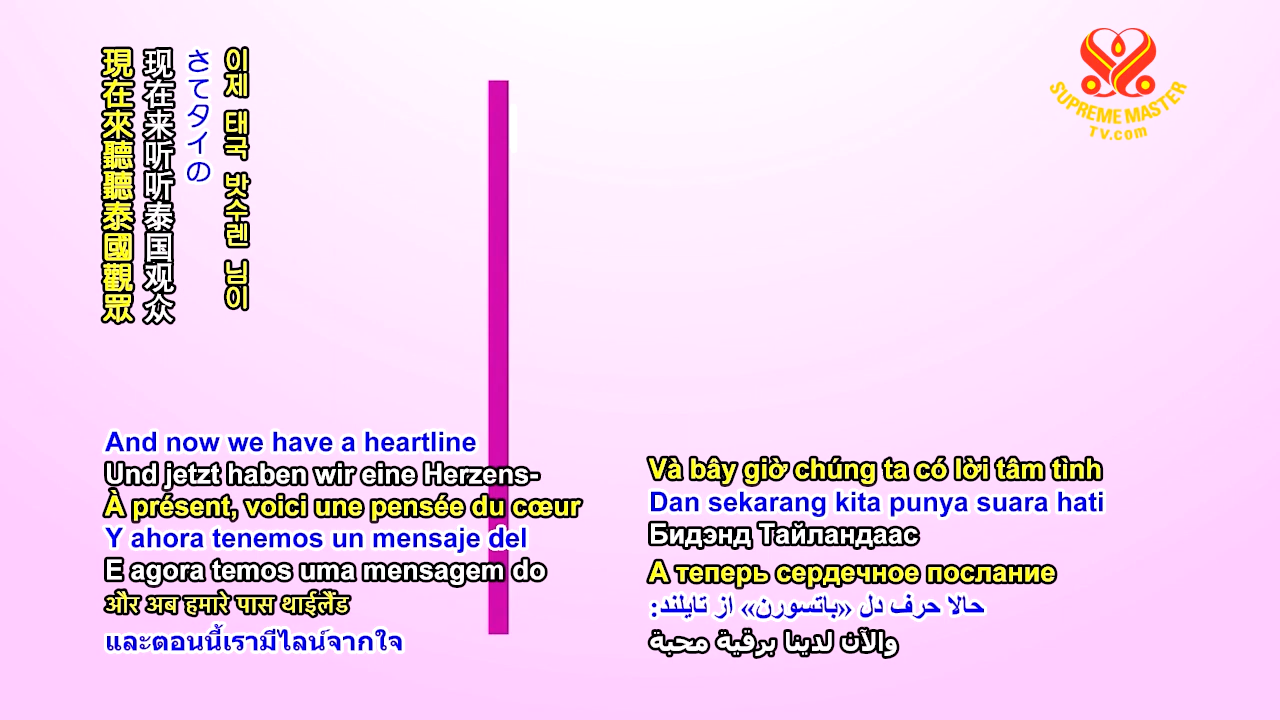 現在來聽聽泰國觀眾
现在来听听泰国观众
さてタイの
이제 태국 밧수렌 님이
SUPREME MASTER
TV.com
And now we have a heartline
Und jetzt haben wir eine Herzens-
À présent, voici une pensée du cœur
Y ahora tenemos un mensaje del
E agora temos uma mensagem do
और अब हमारे पास थाईलैंड
และตอนนี้เรามีไลน์จากใจ
Và bây giờ chúng ta có lời tâm tình
Dan sekarang kita punya suara hati
Бидэнд Тайландаас
А теперь сердечное послание
حالا حرف دل «باتسورن» از تایلند:
والآن لدينا برقية محبة